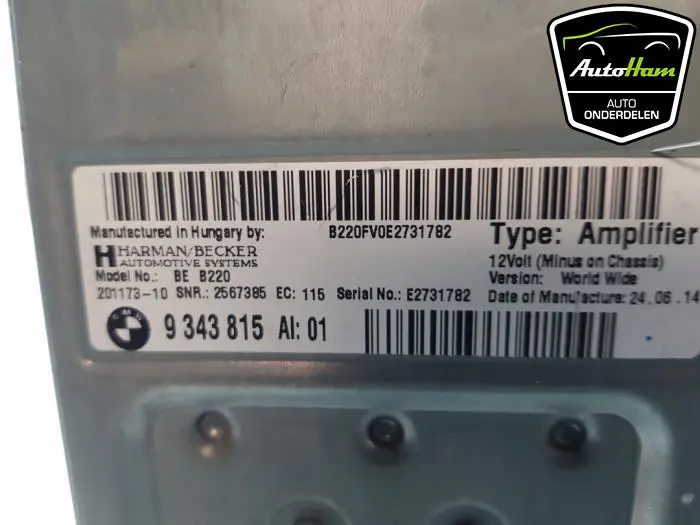 AutoHam
AUTO
ONDERDELEN
Manufactured in Hungary by:
B220FV0E2731782
HARMAN/BECKER
AUTOMOTIVE SYSTEMS
Model No.: BE B220
201173-10 SNR.: 2567385 EC: 115 Serial No.: E2731782
Type: Amplifier
12Volt (Minus on Chassis)
Version: World Wide
Date of Manufacture: 24.06.14
BMW
9 343 815 AI: 01